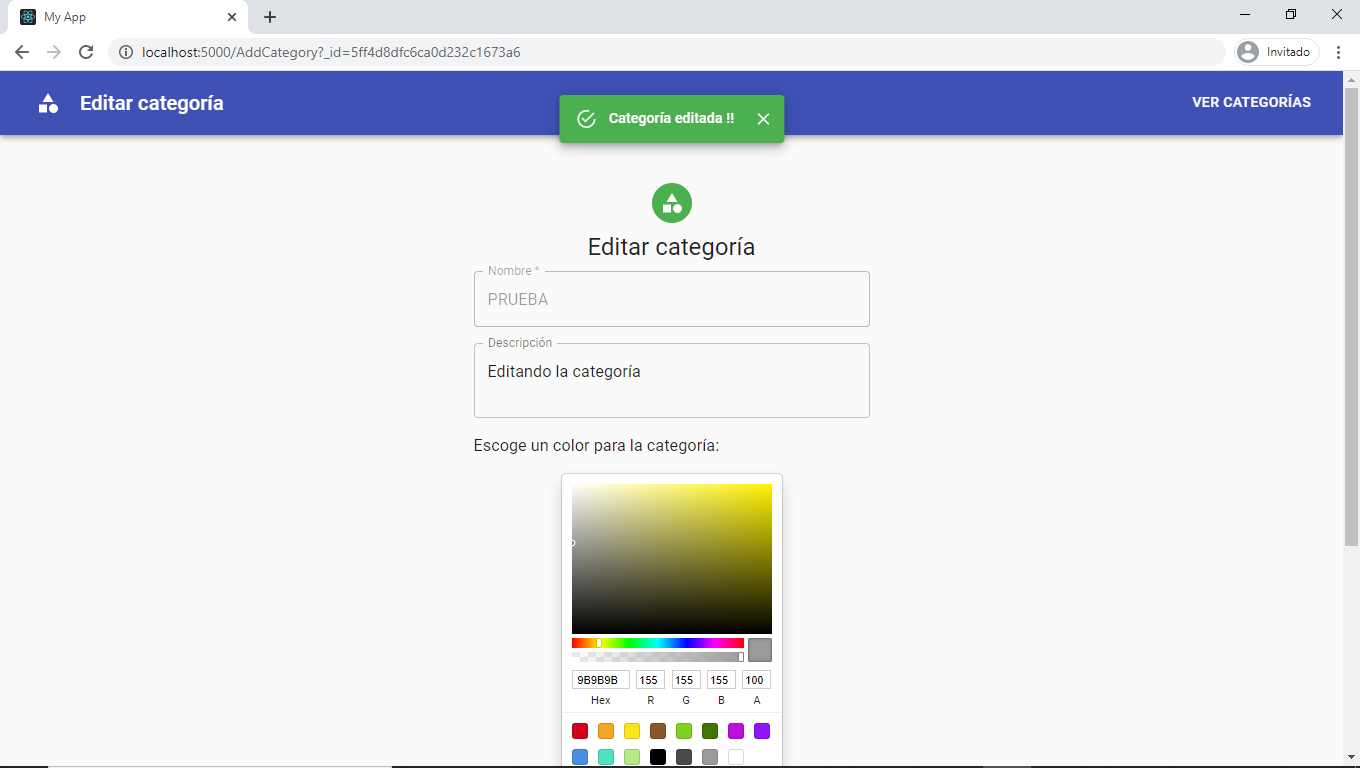 My App
localhost:5000/AddCategory?_id=5ff4d8dfc6ca0d232c1673a6
Invitado
Editar categoría
Categoría editada !!
VER CATEGORÍAS
Editar categoría
Nombre *
PRUEBA
Descripción
Editando la categoría
Escoge un color para la categoría:
9B9B9B 155 155 155 100
Hex R G B A